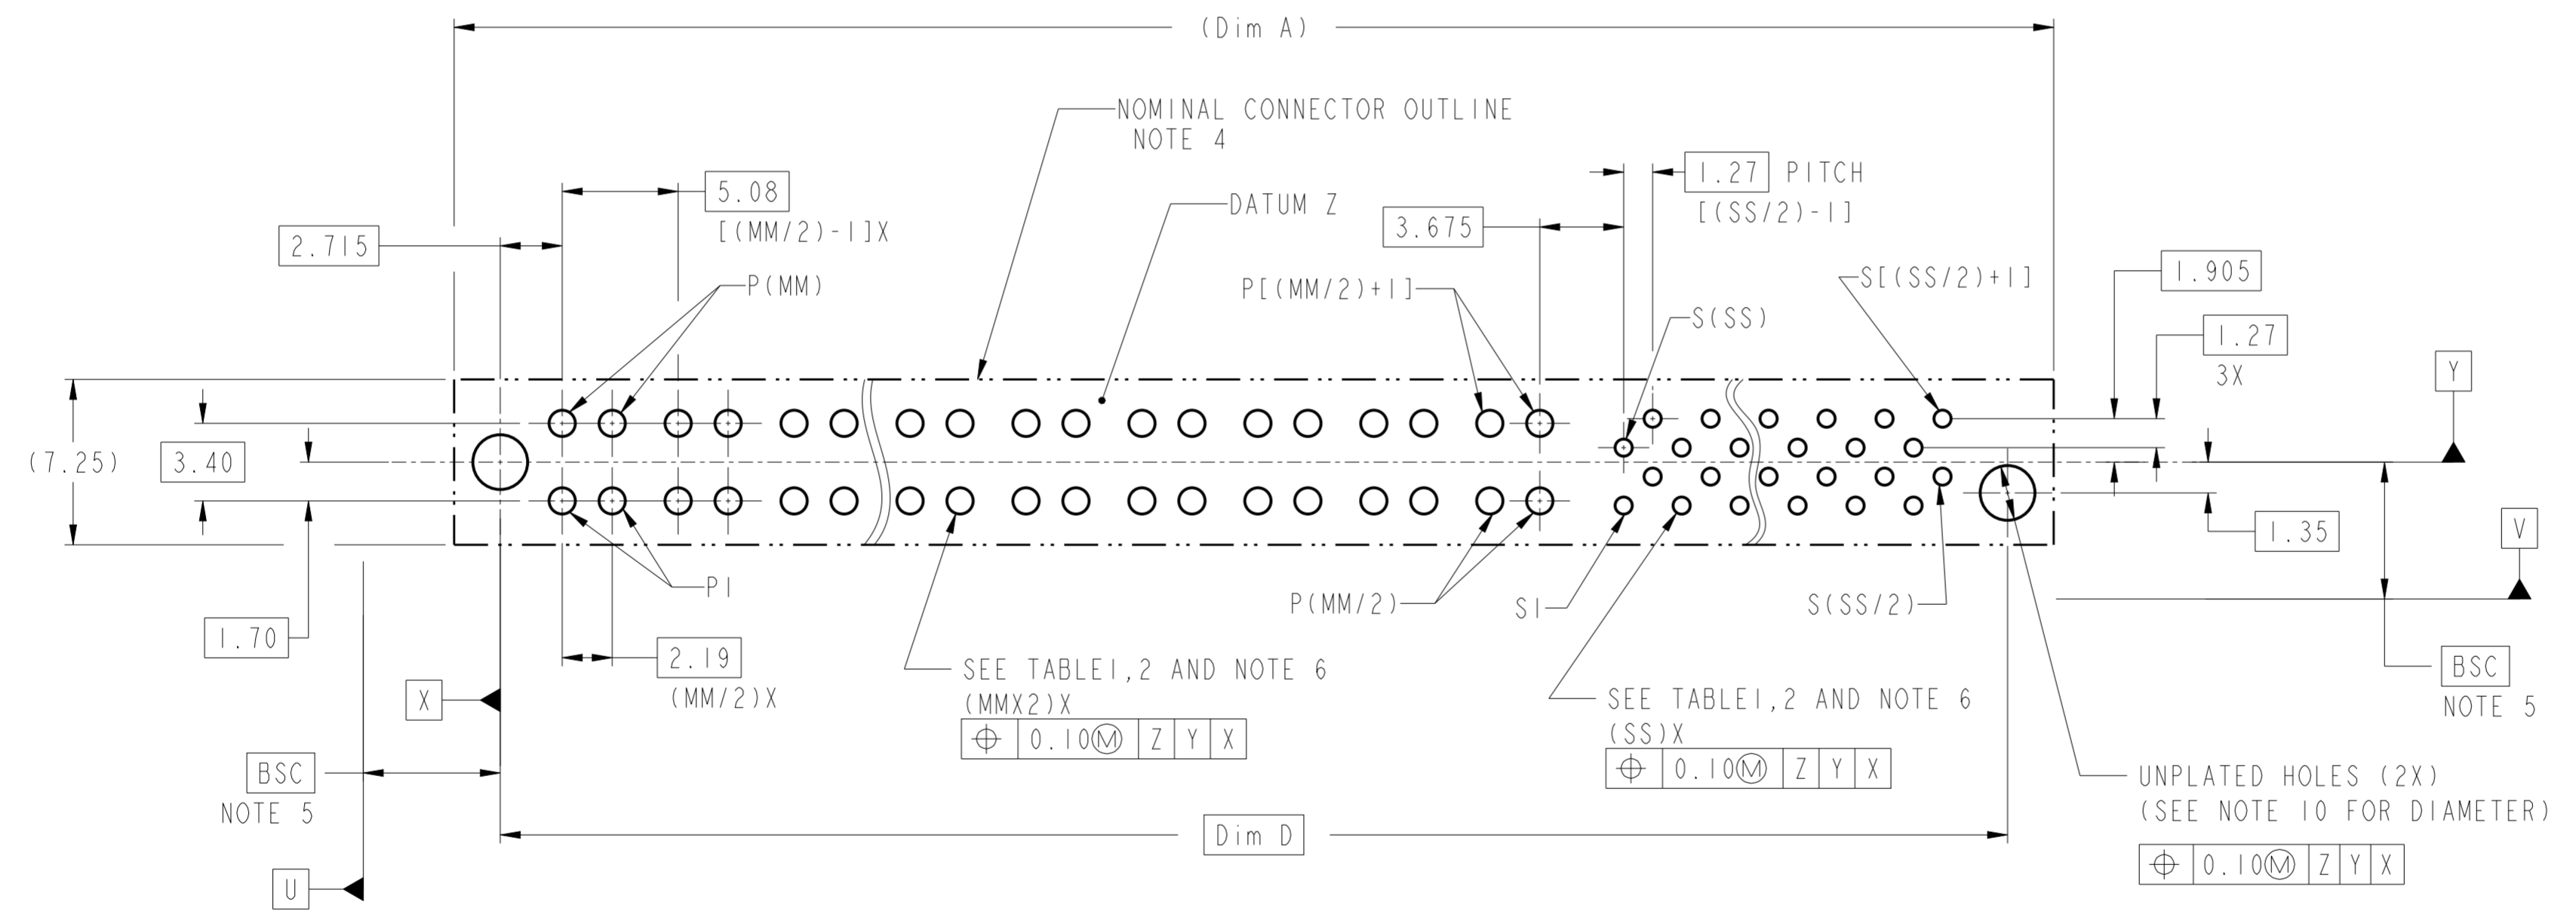 (Dim A)
NOMINAL CONNECTOR OUTLINE
NOTE 4
5.08
[(MM/2)-1]X
1.27 PITCH
[(SS/2)-1]
DATUM Z
2.715
3.675
P(MM)
P[(MM/2)+1]
S[(SS/2)+1]
1.905
S(SS)
1.27
3X
Y
(7.25)
3.40
1.35
V
P1
P(MM/2)
S1
S(SS/2)
1.70
2.19
(MM/2)X
SEE TABLE1,2 AND NOTE 6
(MMX2)X
⌖ 0.10Ⓜ Z Y X
SEE TABLE1,2 AND NOTE 6
(SS)X
⌖ 0.10Ⓜ Z Y X
BSC
NOTE 5
X
BSC
NOTE 5
UNPLATED HOLES (2X)
(SEE NOTE 10 FOR DIAMETER)
⌖ 0.10Ⓜ Z Y X
Dim D
U